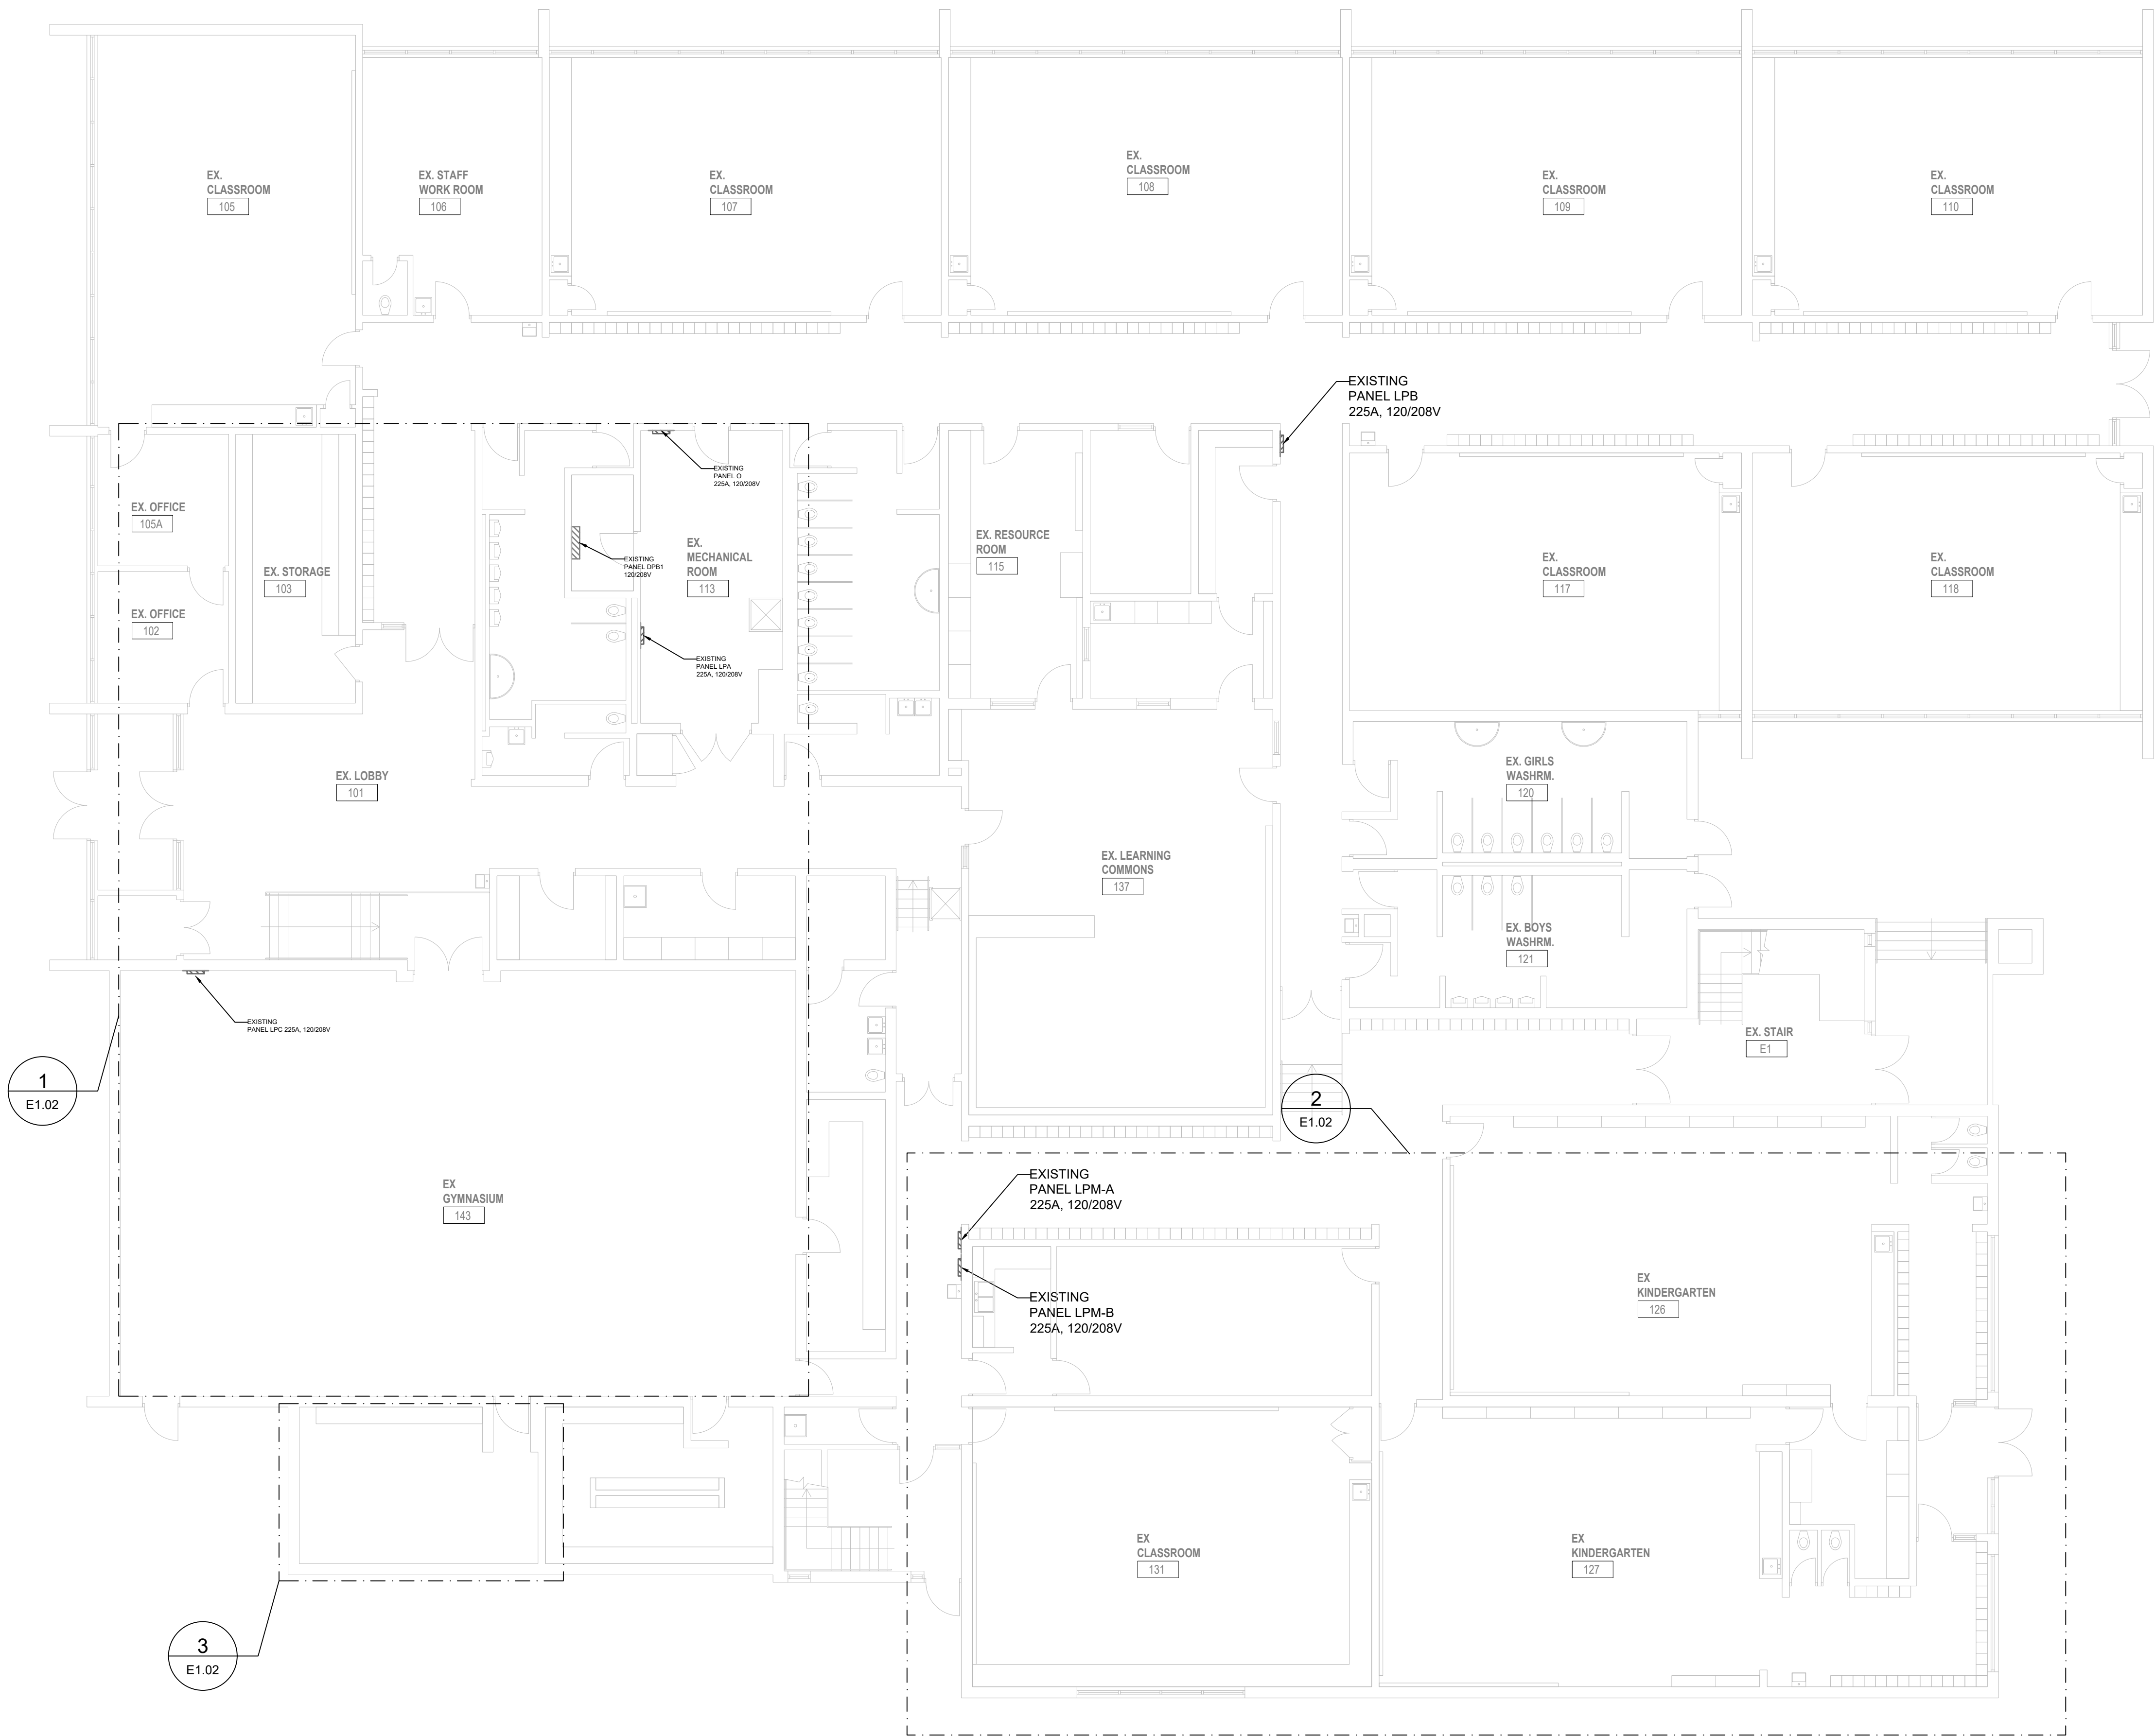 EX.
CLASSROOM
105
EX. STAFF
WORK ROOM
106
EX.
CLASSROOM
107
EX.
CLASSROOM
108
EX.
CLASSROOM
109
EX.
CLASSROOM
110
EXISTING
PANEL LPB
225A, 120/208V
EXISTING
PANEL O
225A, 120/208V
EX. OFFICE
105A
EX. STORAGE
103
EX. OFFICE
102
EXISTING
PANEL DPB1
120/208V
EX.
MECHANICAL
ROOM
113
EX. RESOURCE
ROOM
115
EX.
CLASSROOM
117
EX.
CLASSROOM
118
EXISTING
PANEL LPA
225A, 120/208V
EX. LOBBY
101
EX. GIRLS
WASHRM.
120
EX. LEARNING
COMMONS
137
EX. BOYS
WASHRM.
121
EXISTING
PANEL LPC 225A, 120/208V
EX. STAIR
E1
1
E1.02
2
E1.02
EX
GYMNASIUM
143
EXISTING
PANEL LPM-A
225A, 120/208V
EXISTING
PANEL LPM-B
225A, 120/208V
EX
KINDERGARTEN
126
EX
CLASSROOM
131
EX
KINDERGARTEN
127
3
E1.02